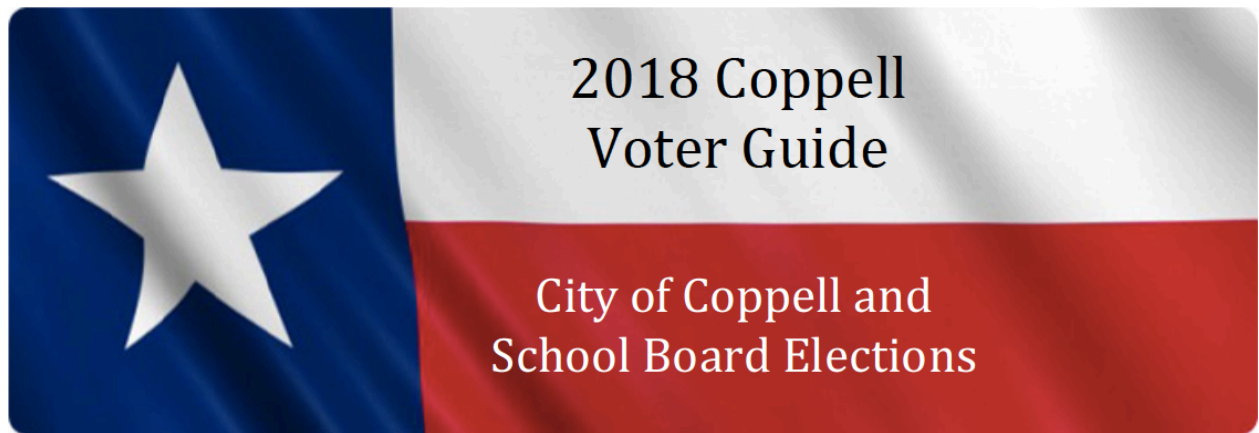 2018 Coppell
Voter Guide
City of Coppell and
School Board Elections